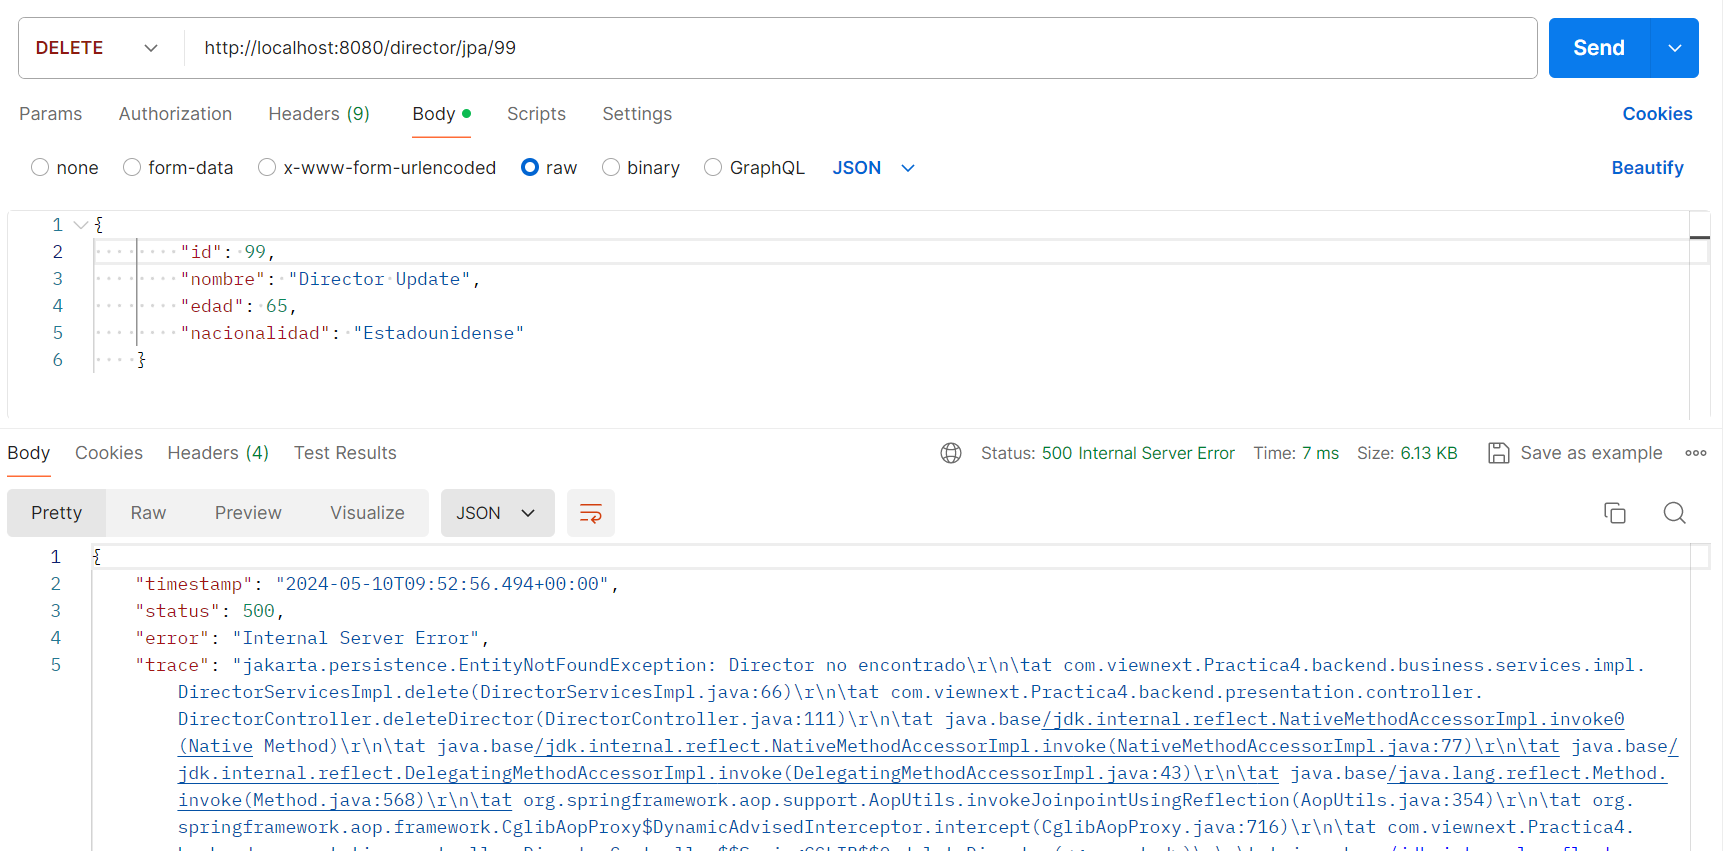 DELETE http://localhost:8080/director/jpa/99 Send
Params Authorization Headers (9) Body Scripts Settings Cookies
none form-data x-www-form-urlencoded raw binary GraphQL JSON Beautify
1 {
2 "id": 99,
3 "nombre": "Director Update",
4 "edad": 65,
5 "nacionalidad": "Estadounidense"
6 }
Body Cookies Headers (4) Test Results Status: 500 Internal Server Error Time: 7 ms Size: 6.13 KB Save as example
Pretty Raw Preview Visualize JSON
1 {
2 "timestamp": "2024-05-10T09:52:56.494+00:00",
3 "status": 500,
4 "error": "Internal Server Error",
5 "trace": "jakarta.persistence.EntityNotFoundException: Director no encontrado\r\n\tat com.viewnext.Practica4.backend.business.services.impl.
DirectorServicesImpl.delete(DirectorServicesImpl.java:66)\r\n\tat com.viewnext.Practica4.backend.presentation.controller.
DirectorController.deleteDirector(DirectorController.java:111)\r\n\tat java.base/jdk.internal.reflect.NativeMethodAccessorImpl.invoke0
(Native Method)\r\n\tat java.base/jdk.internal.reflect.NativeMethodAccessorImpl.invoke(NativeMethodAccessorImpl.java:77)\r\n\tat java.base/
jdk.internal.reflect.DelegatingMethodAccessorImpl.invoke(DelegatingMethodAccessorImpl.java:43)\r\n\tat java.base/java.lang.reflect.Method.
invoke(Method.java:568)\r\n\tat org.springframework.aop.support.AopUtils.invokeJoinpointUsingReflection(AopUtils.java:354)\r\n\tat org.
springframework.aop.framework.CglibAopProxy$DynamicAdvisedInterceptor.intercept(CglibAopProxy.java:716)\r\n\tat com.viewnext.Practica4.